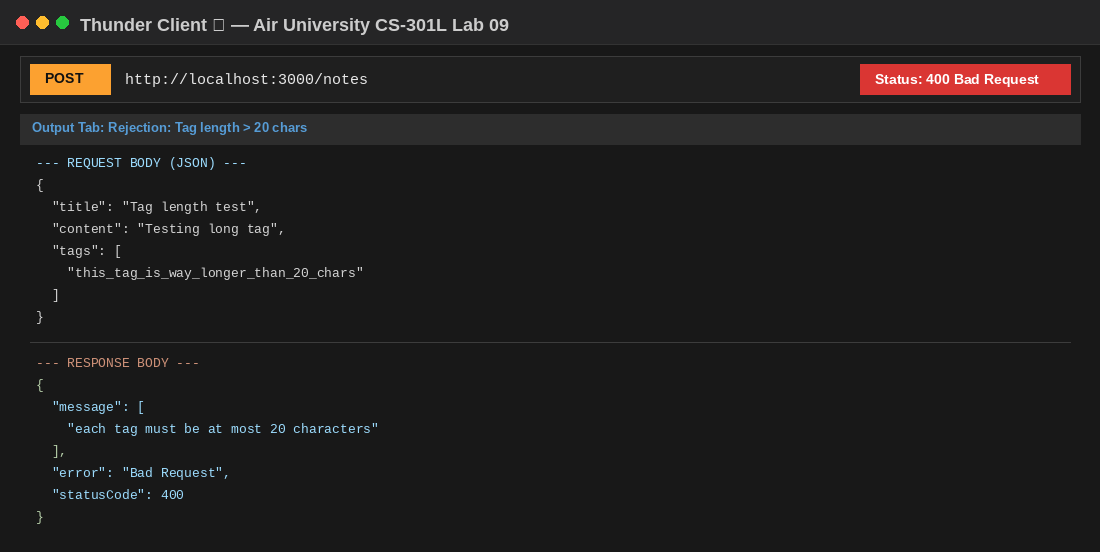 Thunder Client — Air University CS-301L Lab 09
POST http://localhost:3000/notes Status: 400 Bad Request
Output Tab: Rejection: Tag length > 20 chars
--- REQUEST BODY (JSON) ---
{
  "title": "Tag length test",
  "content": "Testing long tag",
  "tags": [
    "this_tag_is_way_longer_than_20_chars"
  ]
}
--- RESPONSE BODY ---
{
  "message": [
    "each tag must be at most 20 characters"
  ],
  "error": "Bad Request",
  "statusCode": 400
}